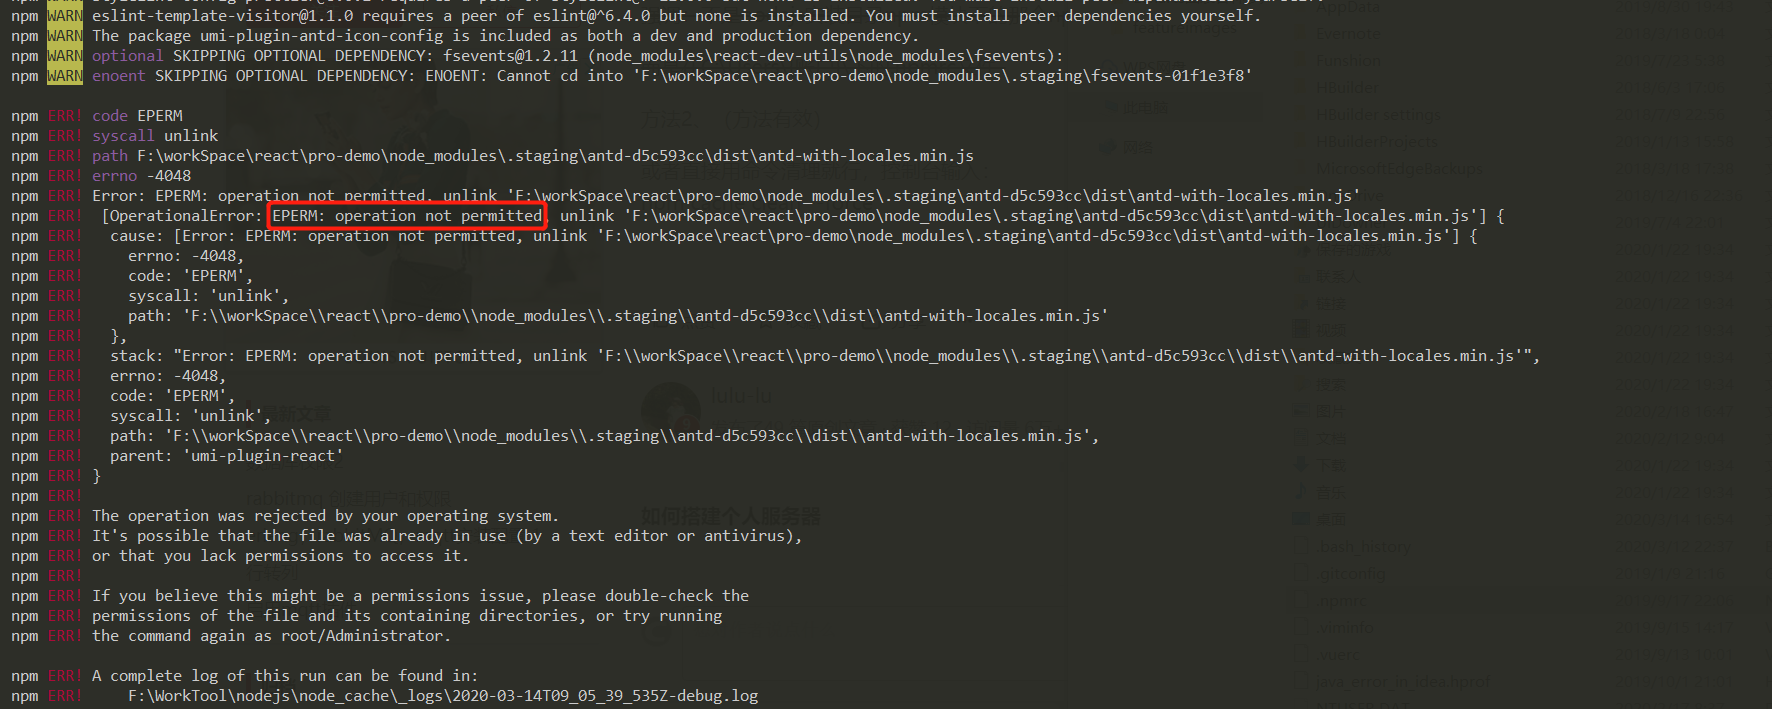 npm WARN eslint-template-visitor@1.1.0 requires a peer of eslint@^6.4.0 but none is installed. You must install peer dependencies yourself.
npm WARN The package umi-plugin-antd-icon-config is included as both a dev and production dependency.
npm WARN optional SKIPPING OPTIONAL DEPENDENCY: fsevents@1.2.11 (node_modules\react-dev-utils\node_modules\fsevents):
npm WARN enoent SKIPPING OPTIONAL DEPENDENCY: ENOENT: Cannot cd into 'F:\workSpace\react\pro-demo\node_modules\.staging\fsevents-01f1e3f8'
npm ERR! code EPERM
npm ERR! syscall unlink
npm ERR! path F:\workSpace\react\pro-demo\node_modules\.staging\antd-d5c593cc\dist\antd-with-locales.min.js
npm ERR! errno -4048
npm ERR! Error: EPERM: operation not permitted, unlink 'F:\workSpace\react\pro-demo\node_modules\.staging\antd-d5c593cc\dist\antd-with-locales.min.js'
npm ERR!  [OperationalError: EPERM: operation not permitted, unlink 'F:\workSpace\react\pro-demo\node_modules\.staging\antd-d5c593cc\dist\antd-with-locales.min.js'] {
npm ERR!   cause: [Error: EPERM: operation not permitted, unlink 'F:\workSpace\react\pro-demo\node_modules\.staging\antd-d5c593cc\dist\antd-with-locales.min.js'] {
npm ERR!     errno: -4048,
npm ERR!     code: 'EPERM',
npm ERR!     syscall: 'unlink',
npm ERR!     path: 'F:\\workSpace\\react\\pro-demo\\node_modules\\.staging\\antd-d5c593cc\\dist\\antd-with-locales.min.js'
npm ERR!   },
npm ERR!   stack: "Error: EPERM: operation not permitted, unlink 'F:\\workSpace\\react\\pro-demo\\node_modules\\.staging\\antd-d5c593cc\\dist\\antd-with-locales.min.js'",
npm ERR!   errno: -4048,
npm ERR!   code: 'EPERM',
npm ERR!   syscall: 'unlink',
npm ERR!   path: 'F:\\workSpace\\react\\pro-demo\\node_modules\\.staging\\antd-d5c593cc\\dist\\antd-with-locales.min.js',
npm ERR!   parent: 'umi-plugin-react'
npm ERR! }
npm ERR!
npm ERR! The operation was rejected by your operating system.
npm ERR! It's possible that the file was already in use (by a text editor or antivirus),
npm ERR! or that you lack permissions to access it.
npm ERR!
npm ERR! If you believe this might be a permissions issue, please double-check the
npm ERR! permissions of the file and its containing directories, or try running
npm ERR! the command again as root/Administrator.
npm ERR! A complete log of this run can be found in:
npm ERR!     F:\WorkTool\nodejs\node_cache\_logs\2020-03-14T09_05_39_535Z-debug.log